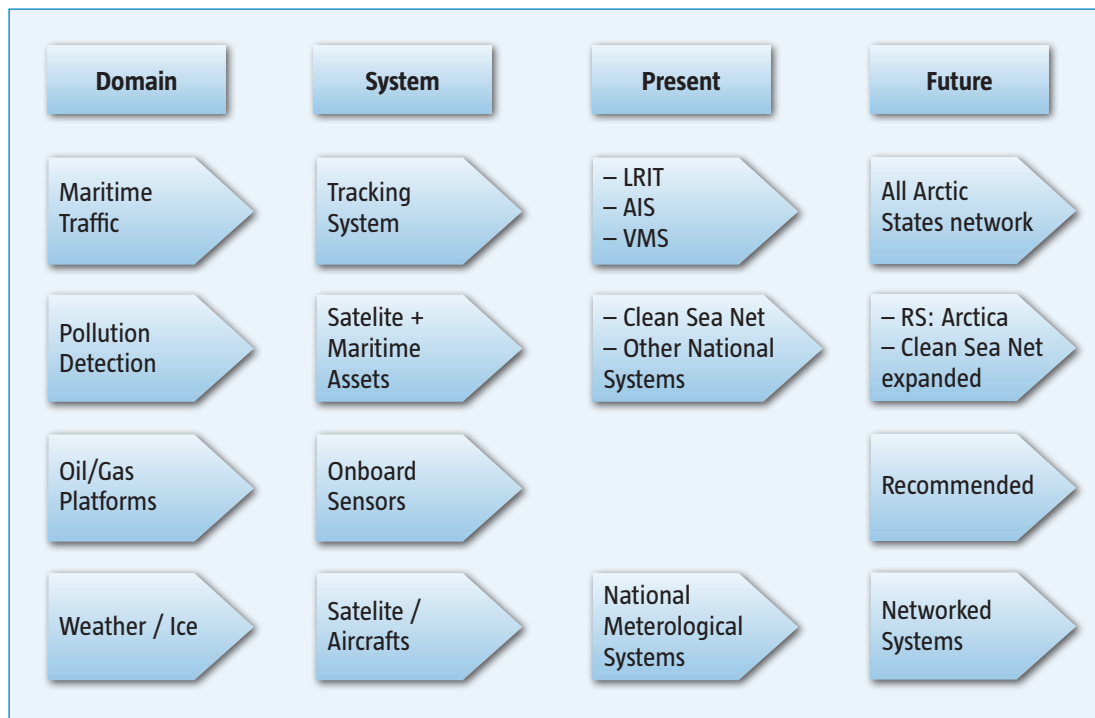 Domain
System
Present
Future
Maritime
Traffic
Tracking
System
– LRIT
– AIS
– VMS
All Arctic
States network
Pollution
Detection
Satelite +
Maritime
Assets
– Clean Sea Net
– Other National
Systems
– RS: Arctica
– Clean Sea Net
expanded
Oil/Gas
Platforms
Onboard
Sensors
Recommended
Weather / Ice
Satelite /
Aircrafts
National
Meterological
Systems
Networked
Systems